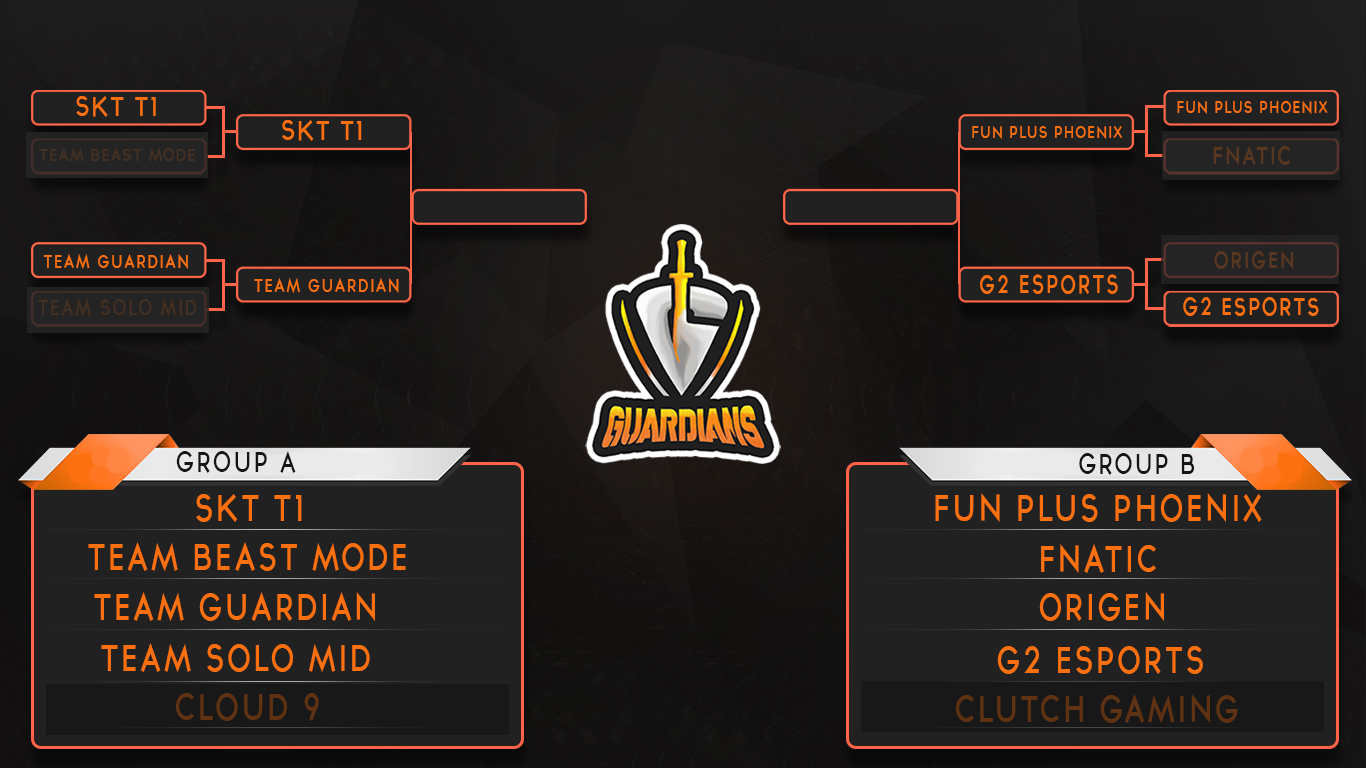 SKT T1
TEAM BEAST MODE
SKT T1
TEAM GUARDIAN
TEAM SOLO MID
TEAM GUARDIAN
FUN PLUS PHOENIX
FUN PLUS PHOENIX
FNATIC
G2 ESPORTS
ORIGEN
G2 ESPORTS
GUARDIANS
GROUP A
SKT T1
TEAM BEAST MODE
TEAM GUARDIAN
TEAM SOLO MID
CLOUD 9
GROUP B
FUN PLUS PHOENIX
FNATIC
ORIGEN
G2 ESPORTS
CLUTCH GAMING